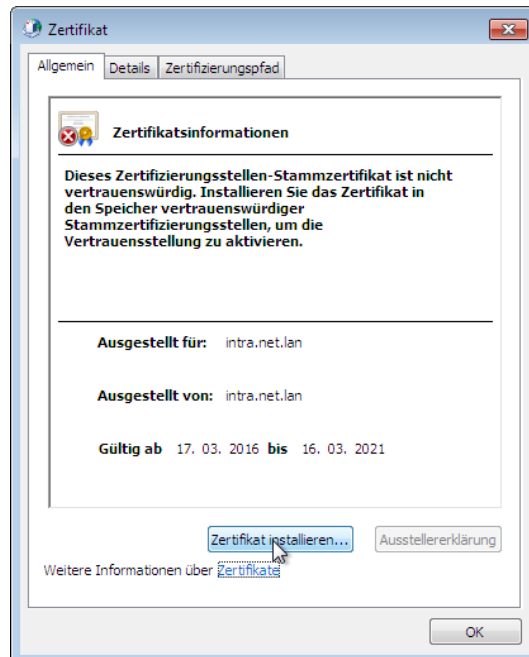 Zertifikat
Allgemein Details Zertifizierungspfad
Zertifikatsinformationen
Dieses Zertifizierungsstellen-Stammzertifikat ist nicht
vertrauenswürdig. Installieren Sie das Zertifikat in
den Speicher vertrauenswürdiger
Stammzertifizierungsstellen, um die
Vertrauensstellung zu aktivieren.
Ausgestellt für: intra.net.lan
Ausgestellt von: intra.net.lan
Gültig ab 17. 03. 2016 bis 16. 03. 2021
Zertifikat installieren... Ausstellererklärung
Weitere Informationen über Zertifikate
OK